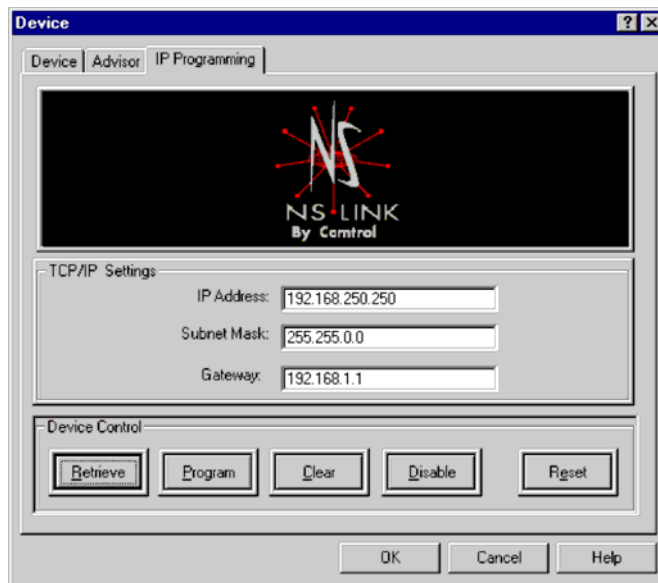 Device
? X
Device Advisor IP Programming
NS
NS LINK
By Comtrol
TCP/IP Settings
IP Address: 192.168.250.250
Subnet Mask: 255.255.0.0
Gateway: 192.168.1.1
Device Control
Retrieve Program Clear Disable Reset
OK Cancel Help